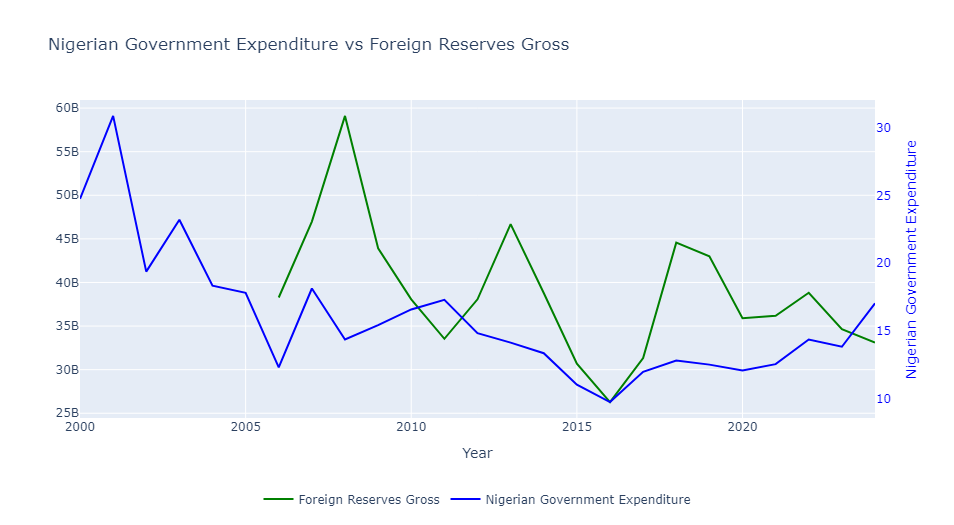 Nigerian Government Expenditure vs Foreign Reserves Gross
60B
55B
50B
45B
40B
35B
30B
25B
30
25
20
15
10
Nigerian Government Expenditure
2000
2005
2010
2015
2020
Year
Foreign Reserves Gross
Nigerian Government Expenditure